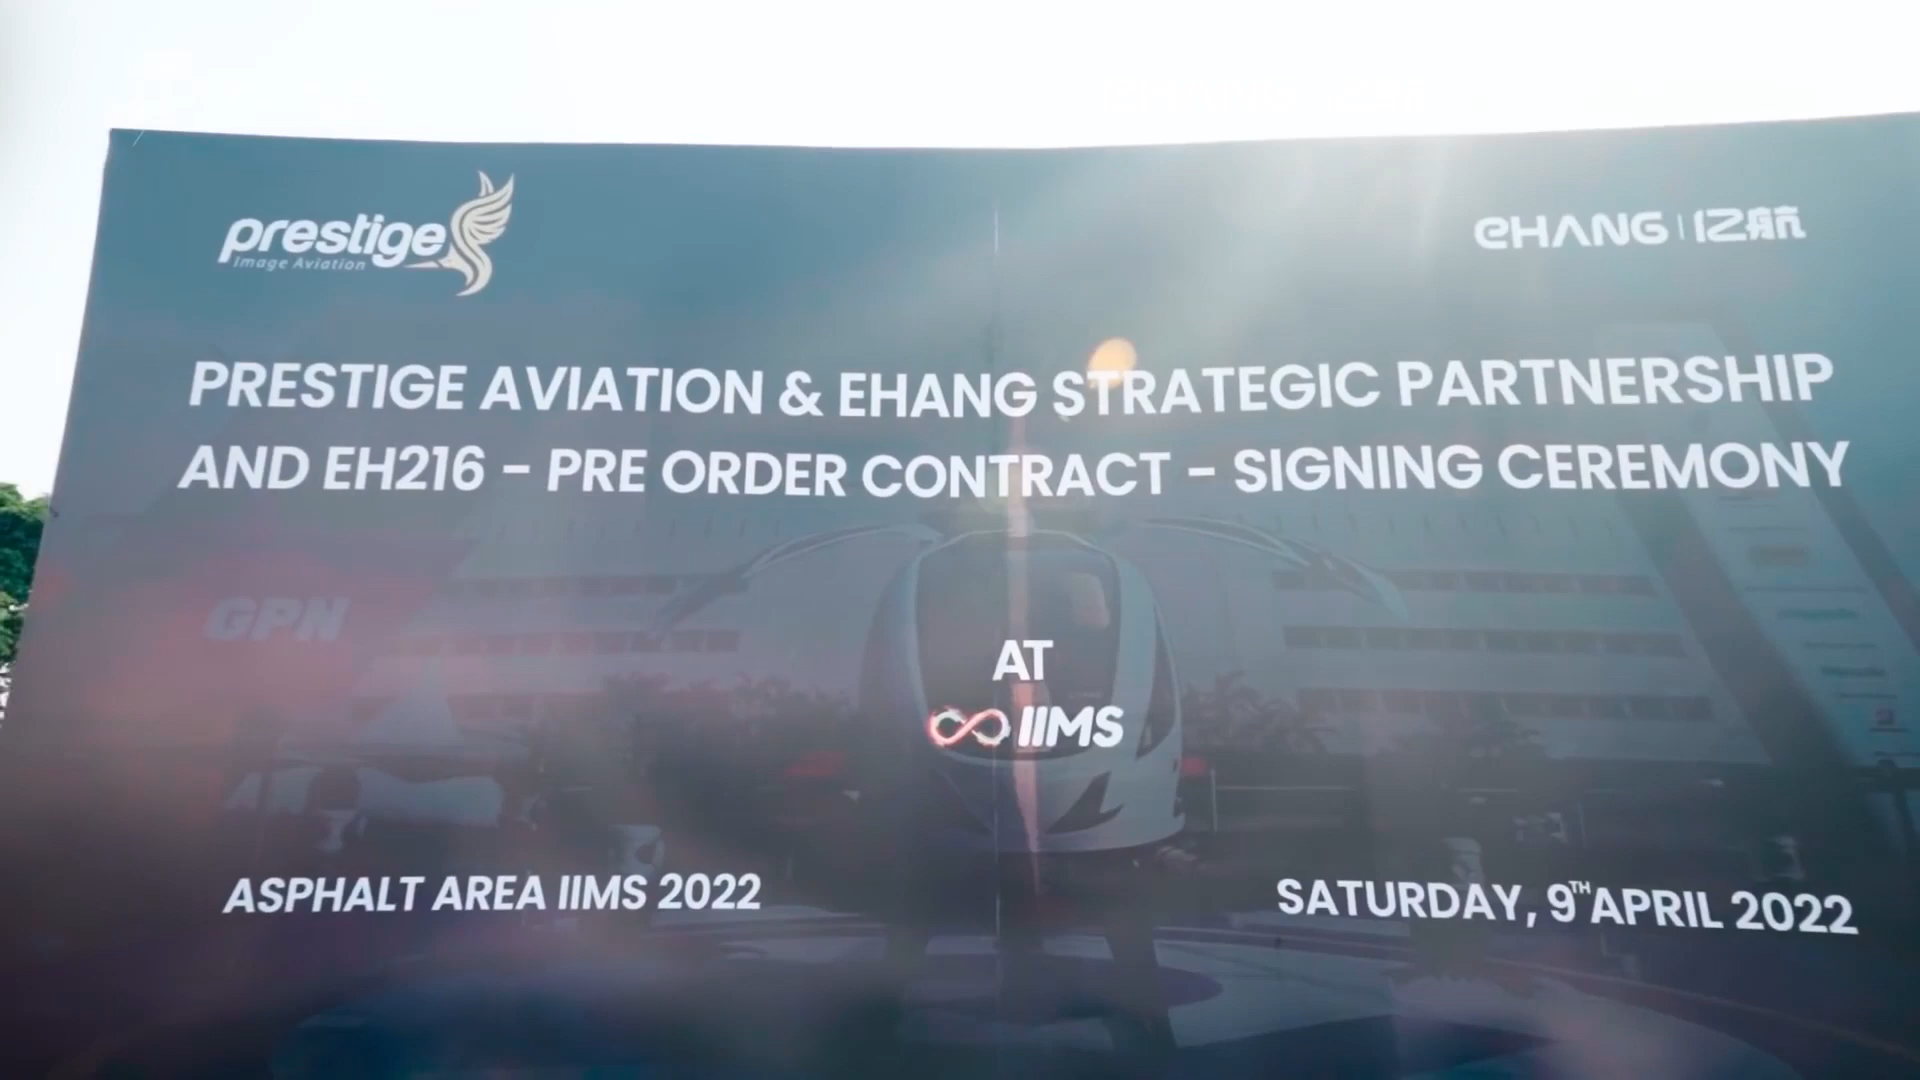 prestige
Image Aviation
EHANG | 亿航
PRESTIGE AVIATION & EHANG STRATEGIC PARTNERSHIP
AND EH216 - PRE ORDER CONTRACT - SIGNING CEREMONY
GPN
AT
IIMS
ASPHALT AREA IIMS 2022
SATURDAY, 9TH APRIL 2022